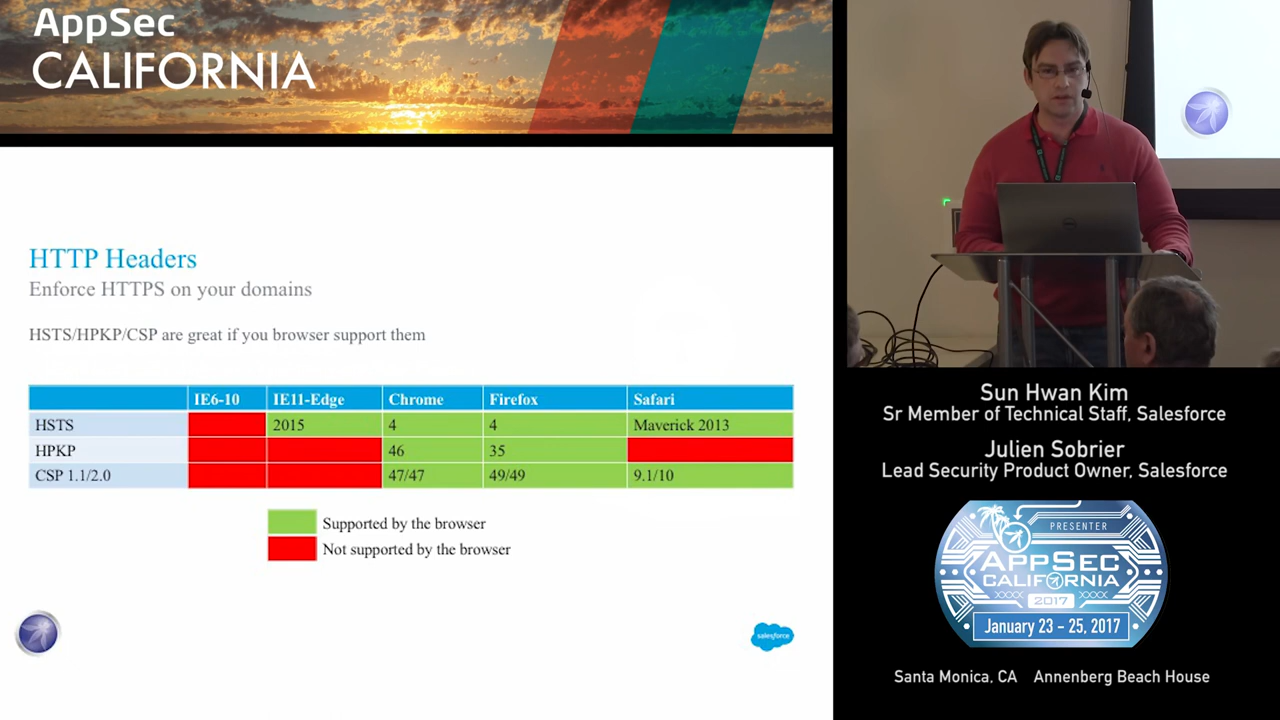 AppSec
CALIFORNIA
HTTP Headers
Enforce HTTPS on your domains
HSTS/HPKP/CSP are great if you browser support them
IE6-10 IE11-Edge Chrome Firefox Safari
HSTS 2015 4 4 Maverick 2013
HPKP 46 35
CSP 1.1/2.0 47/47 49/49 9.1/10
Supported by the browser
Not supported by the browser
salesforce
Sun Hwan Kim
Sr Member of Technical Staff, Salesforce
Julien Sobrier
Lead Security Product Owner, Salesforce
PRESENTER
APPSEC
CALIFORNIA
2017
January 23 - 25, 2017
Santa Monica, CA Annenberg Beach House